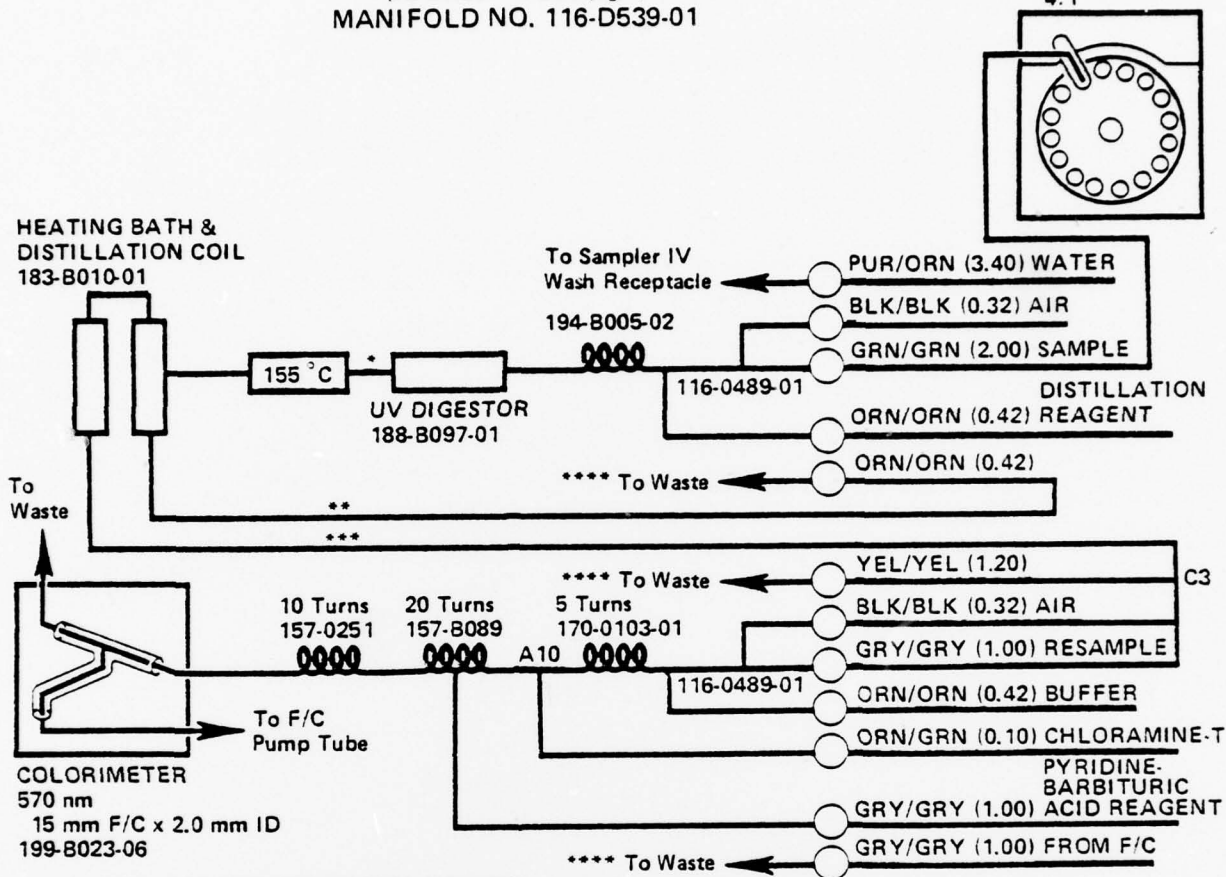 MANIFOLD NO. 116-D539-01
4:1
HEATING BATH &
DISTILLATION COIL
183-B010-01
To Sampler IV
Wash Receptacle
194-B005-02
PUR/ORN (3.40) WATER
BLK/BLK (0.32) AIR
GRN/GRN (2.00) SAMPLE
155 °C
*
UV DIGESTOR
188-B097-01
116-0489-01
DISTILLATION
ORN/ORN (0.42) REAGENT
ORN/ORN (0.42)
**** To Waste
**
***
To
Waste
YEL/YEL (1.20)
**** To Waste
C3
BLK/BLK (0.32) AIR
10 Turns
157-0251
20 Turns
157-B089
A10
5 Turns
170-0103-01
GRY/GRY (1.00) RESAMPLE
116-0489-01
ORN/ORN (0.42) BUFFER
ORN/GRN (0.10) CHLORAMINE-T
To F/C
Pump Tube
PYRIDINE-
BARBITURIC
GRY/GRY (1.00) ACID REAGENT
GRY/GRY (1.00) FROM F/C
**** To Waste
COLORIMETER
570 nm
15 mm F/C x 2.0 mm ID
199-B023-06